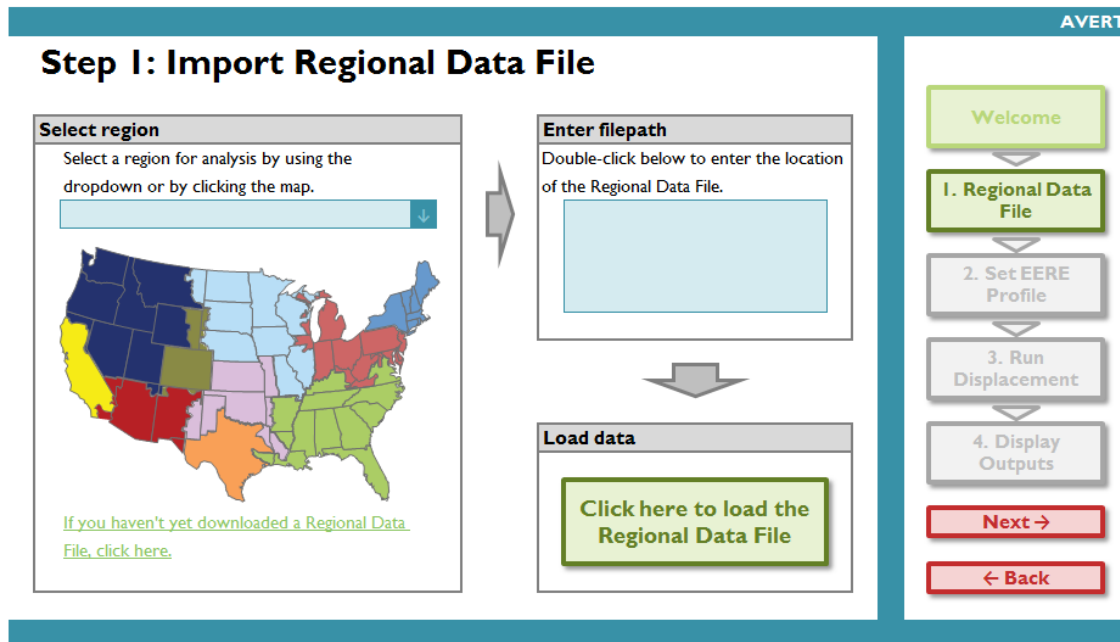 AVERT
Step 1: Import Regional Data File
Select region
Select a region for analysis by using the
dropdown or by clicking the map.
↓
If you haven't yet downloaded a Regional Data
File, click here.
Enter filepath
Double-click below to enter the location
of the Regional Data File.
Load data
Click here to load the
Regional Data File
Welcome
1. Regional Data
File
2. Set EERE
Profile
3. Run
Displacement
4. Display
Outputs
Next →
← Back